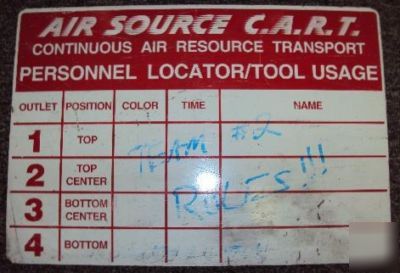 AIR SOURCE C.A.R.T.
CONTINUOUS AIR RESOURCE TRANSPORT
PERSONNEL LOCATOR/TOOL USAGE
OUTLET POSITION COLOR TIME NAME
1 TOP
2 TOP CENTER
3 BOTTOM CENTER
4 BOTTOM
TEAM #2
RULES!!!